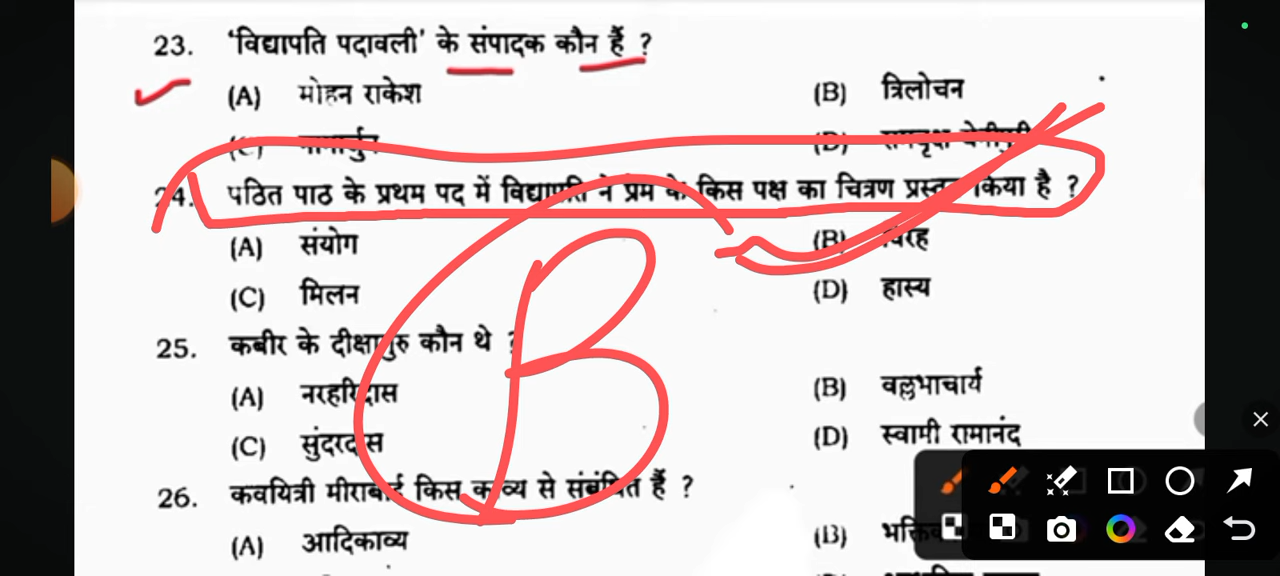 23. ‘विद्यापति पदावली’ के संपादक कौन हैं ?
(A) मोहन राकेश (B) त्रिलोचन
(C) नागार्जुन (D) रामवृक्ष बेनीपुरी
24. पठित पाठ के प्रथम पद में विद्यापति ने प्रेम के किस पक्ष का चित्रण प्रस्तुत किया है ?
(A) संयोग (B) विरह
(C) मिलन (D) हास्य
B
25. कबीर के दीक्षागुरु कौन थे ?
(A) नरहरिदास (B) वल्लभाचार्य
(C) सुंदरदास (D) स्वामी रामानंद
26. कवयित्री मीराबाई किस काव्य से संबंधित हैं ?
(A) आदिकाव्य (B)